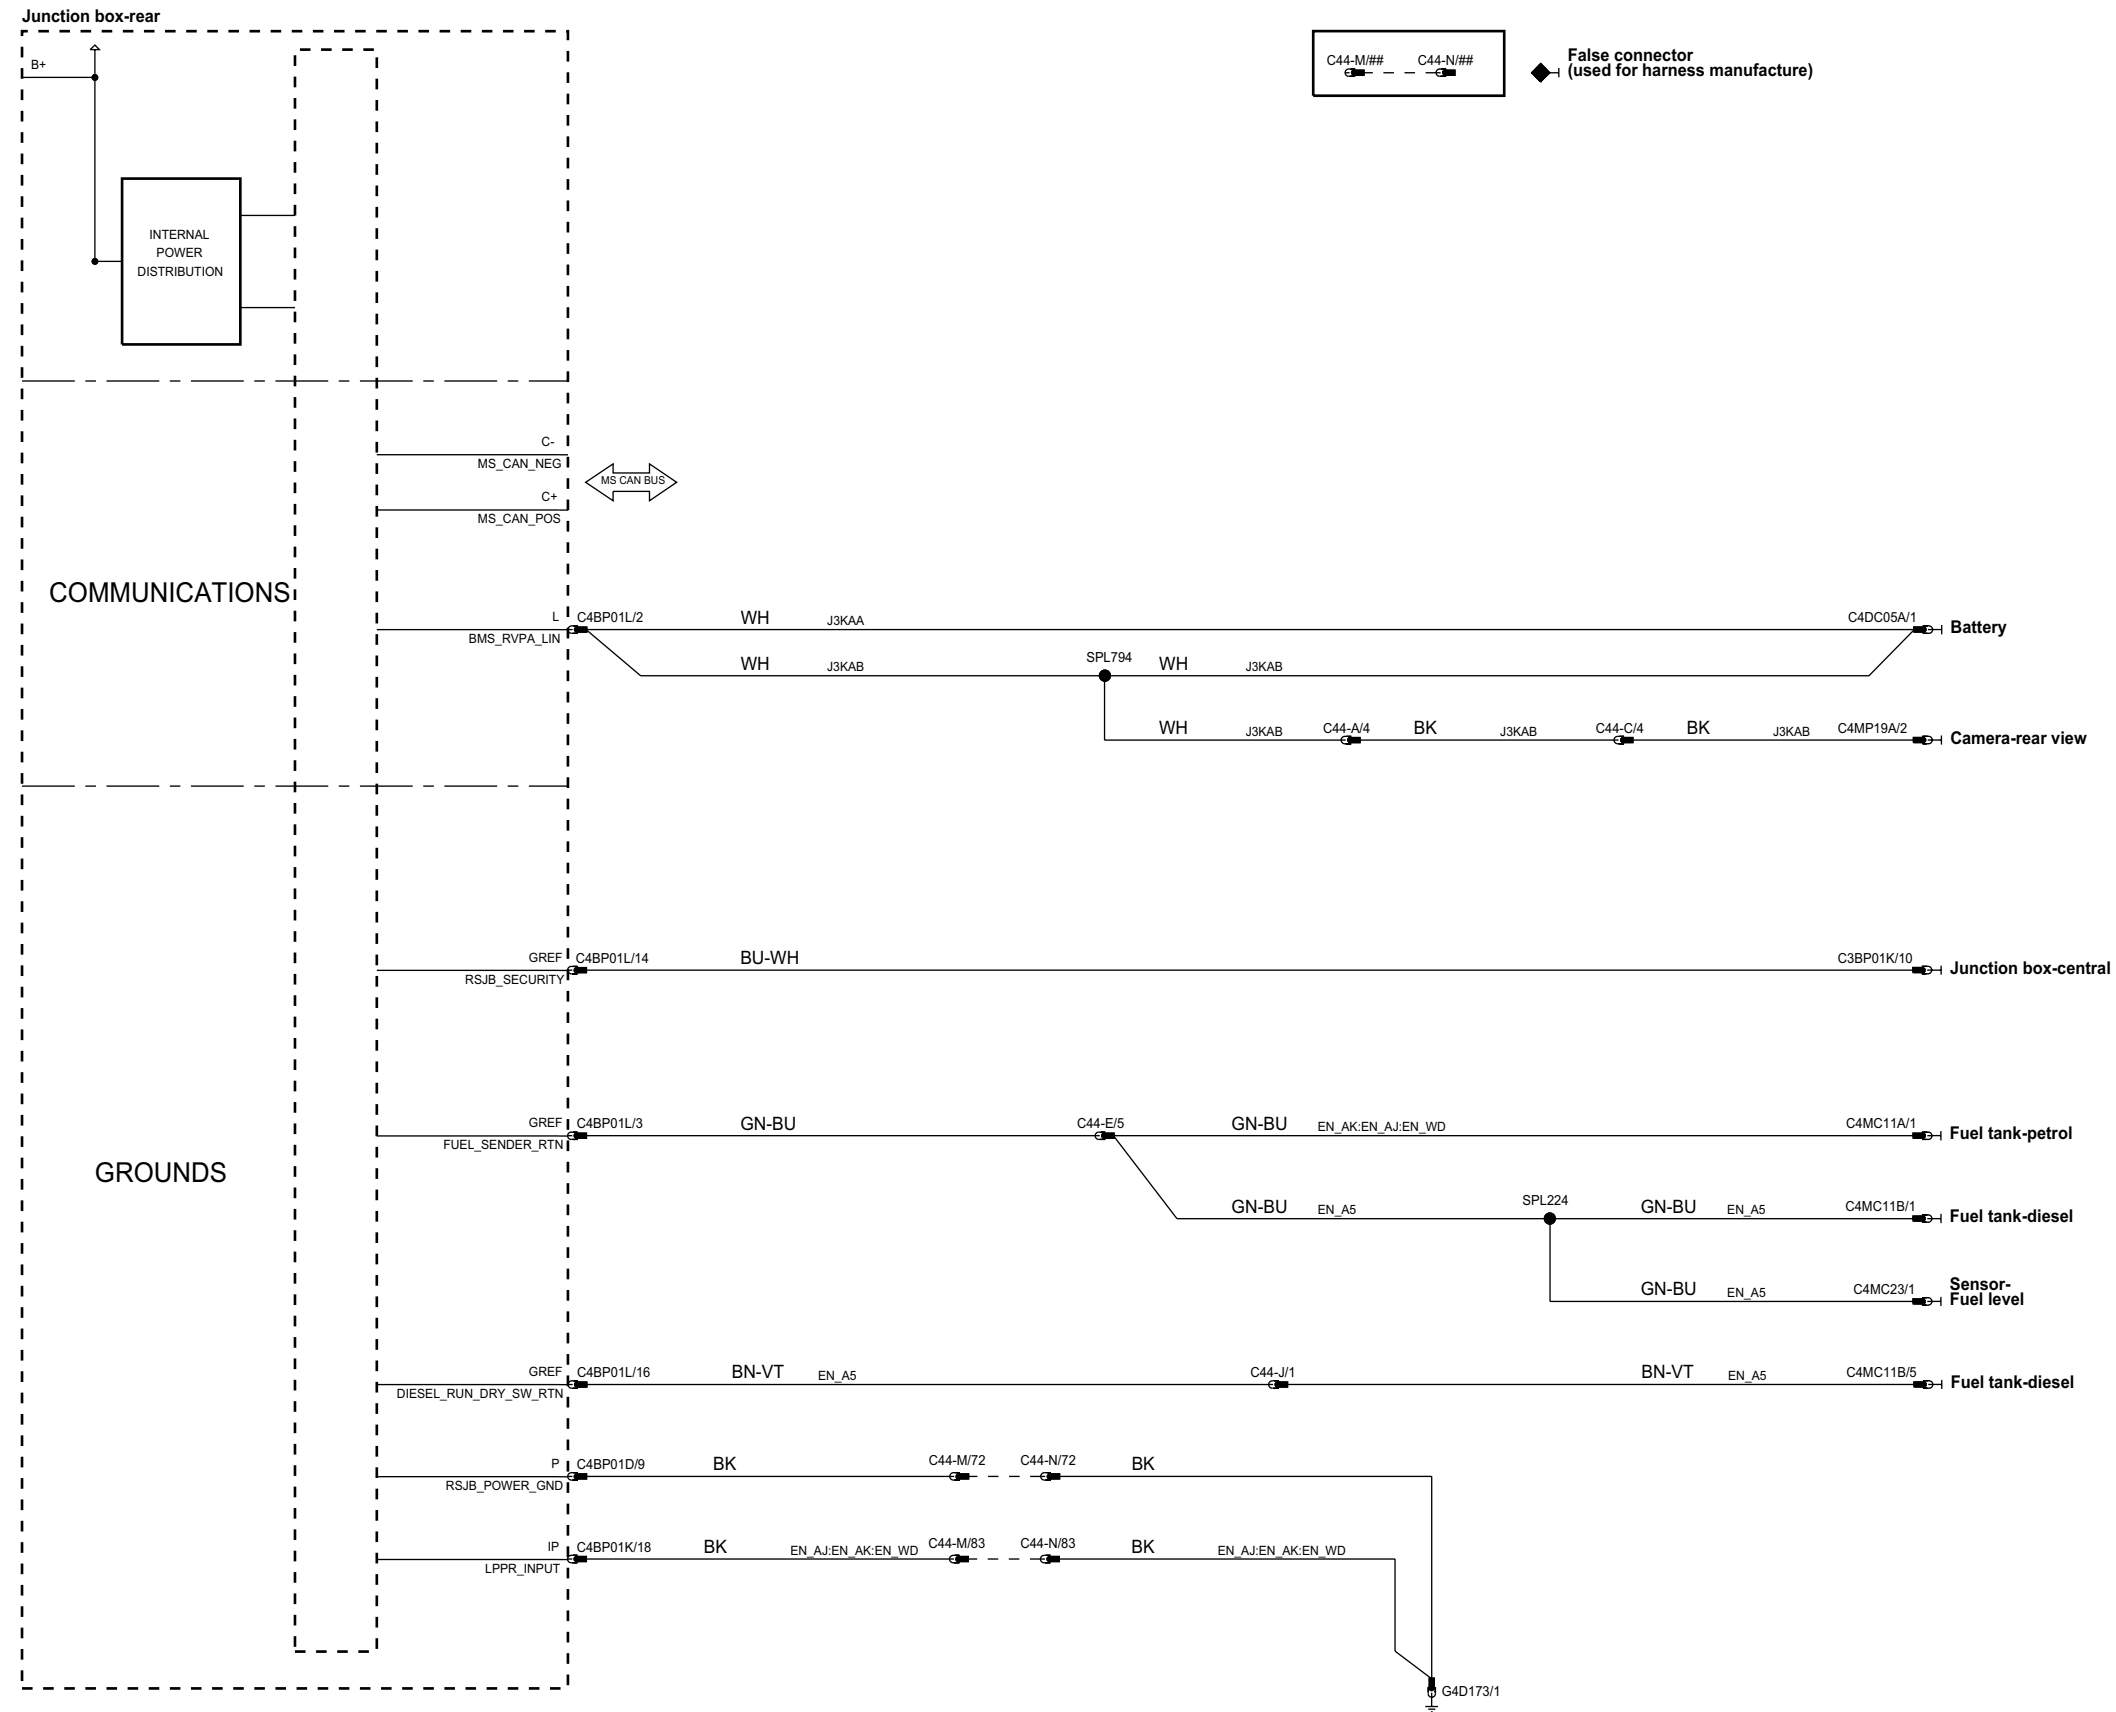 Junction box-rear
B+
INTERNAL
POWER
DISTRIBUTION
C44-M/##
C44-N/##
False connector
(used for harness manufacture)
C-
MS_CAN_NEG
MS CAN BUS
C+
MS_CAN_POS
COMMUNICATIONS
L
BMS_RVPA_LIN
C4BP01L/2
WH
J3KAA
C4DC05A/1
Battery
WH
J3KAB
SPL794
WH
J3KAB
WH
J3KAB
C44-A/4
BK
J3KAB
C44-C/4
BK
J3KAB
C4MP19A/2
Camera-rear view
GROUNDS
GREF
RSJB_SECURITY
C4BP01L/14
BU-WH
C3BP01K/10
Junction box-central
GREF
FUEL_SENDER_RTN
C4BP01L/3
GN-BU
C44-E/5
GN-BU
EN_AK:EN_AJ:EN_WD
C4MC11A/1
Fuel tank-petrol
GN-BU
EN_A5
SPL224
GN-BU
EN_A5
C4MC11B/1
Fuel tank-diesel
GN-BU
EN_A5
C4MC23/1
Sensor-
Fuel level
GREF
DIESEL_RUN_DRY_SW_RTN
C4BP01L/16
BN-VT
EN_A5
C44-J/1
BN-VT
EN_A5
C4MC11B/5
Fuel tank-diesel
P
RSJB_POWER_GND
C4BP01D/9
BK
C44-M/72
C44-N/72
BK
IP
LPPR_INPUT
C4BP01K/18
BK
EN_AJ:EN_AK:EN_WD
C44-M/83
C44-N/83
BK
EN_AJ:EN_AK:EN_WD
G4D173/1